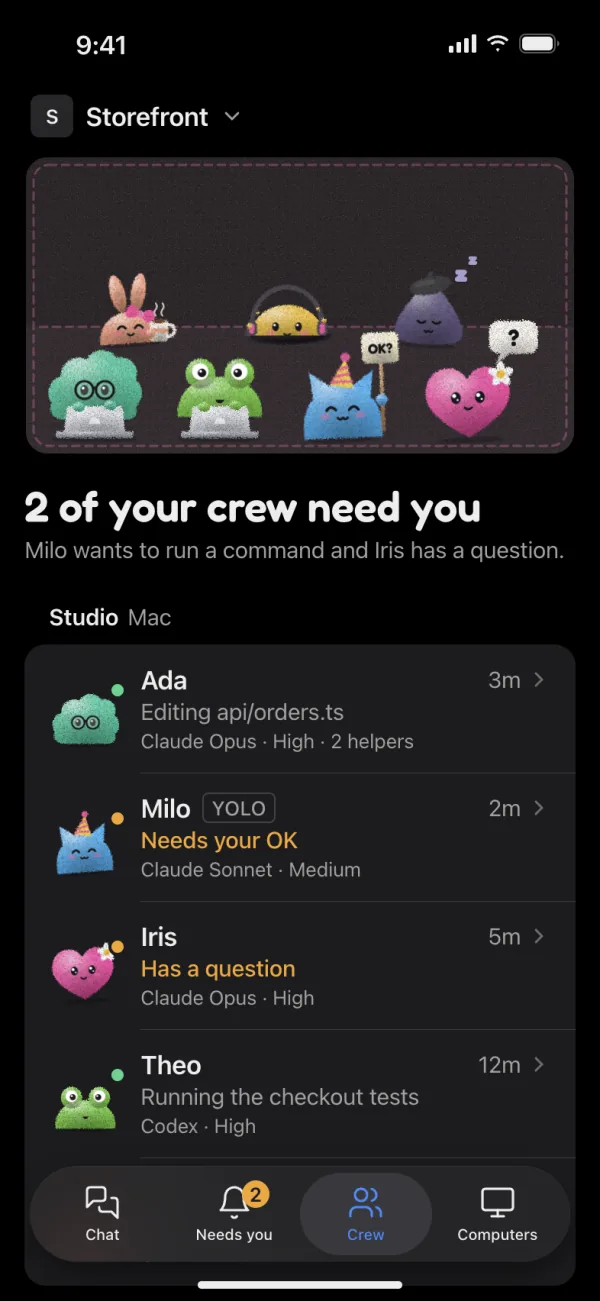 9:41
S Storefront
z
z
OK?
?
2 of your crew need you
Milo wants to run a command and Iris has a question.
Studio Mac
Ada 3m
Editing api/orders.ts
Claude Opus · High · 2 helpers
Milo YOLO 2m
Needs your OK
Claude Sonnet · Medium
Iris 5m
Has a question
Claude Opus · High
Theo 12m
Running the checkout tests
Codex · High
2
Chat Needs you Crew Computers